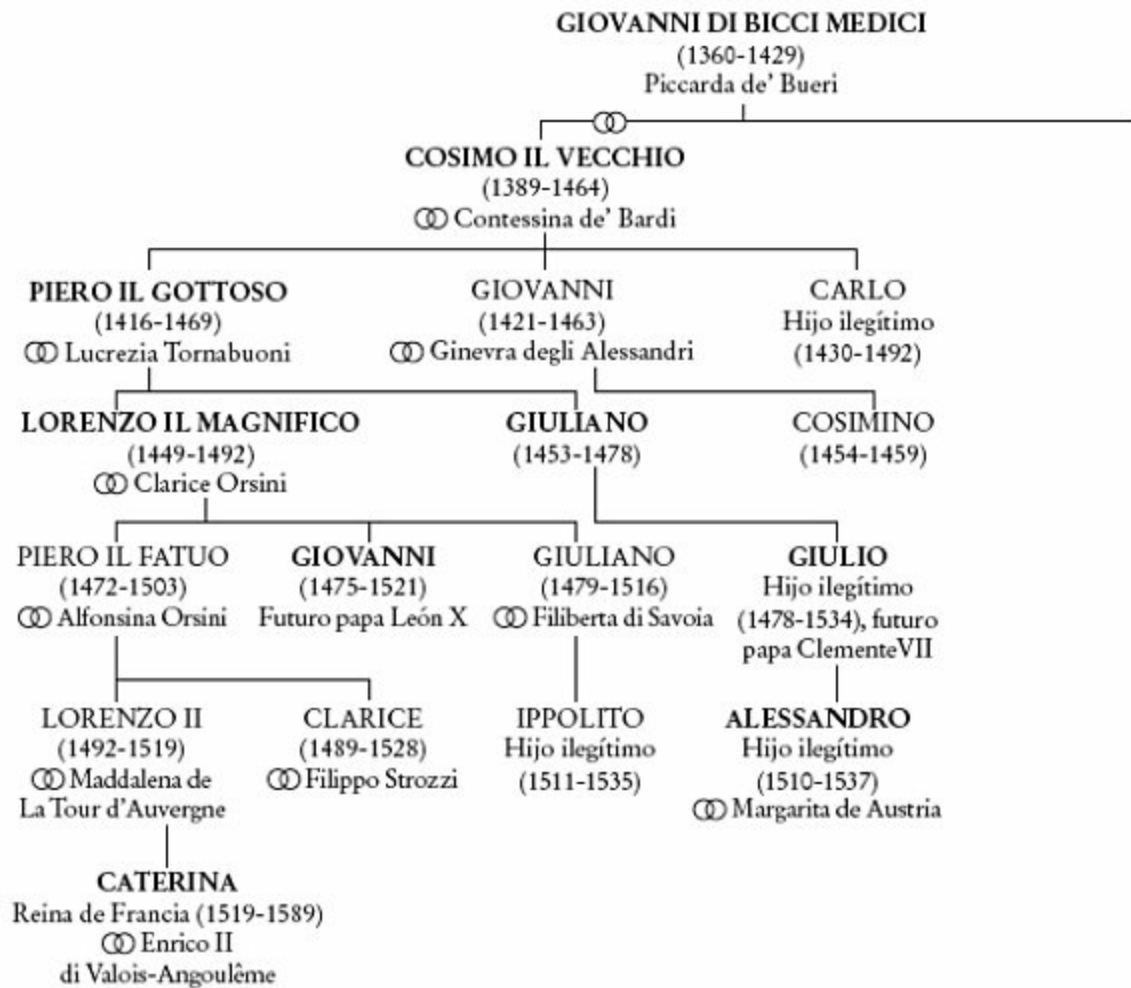 GIOVANNI DI BICCI MEDICI
(1360-1429)
Piccarda de' Bueri
COSIMO IL VECCHIO
(1389-1464)
Contessina de' Bardi
PIERO IL GOTTOSO
(1416-1469)
Lucrezia Tornabuoni
GIOVANNI
(1421-1463)
Ginevra degli Alessandri
CARLO
Hijo ilegítimo
(1430-1492)
LORENZO IL MAGNIFICO
(1449-1492)
Clarice Orsini
GIULIANO
(1453-1478)
COSIMINO
(1454-1459)
PIERO IL FATUO
(1472-1503)
Alfonsina Orsini
GIOVANNI
(1475-1521)
Futuro papa León X
GIULIANO
(1479-1516)
Filiberta di Savoia
GIULIO
Hijo ilegítimo
(1478-1534), futuro
papa Clemente VII
LORENZO II
(1492-1519)
Maddalena de
La Tour d'Auvergne
CLARICE
(1489-1528)
Filippo Strozzi
IPPOLITO
Hijo ilegítimo
(1511-1535)
ALESSANDRO
Hijo ilegítimo
(1510-1537)
Margarita de Austria
CATERINA
Reina de Francia (1519-1589)
Enrico II
di Valois-Angoulême